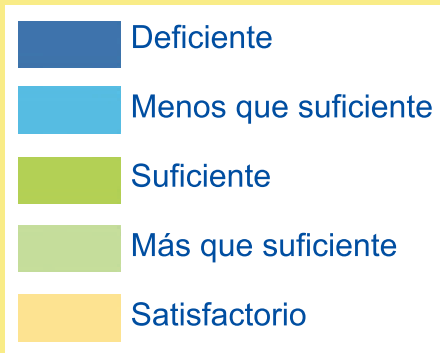 Deficiente
Menos que suficiente
Suficiente
Más que suficiente
Satisfactorio